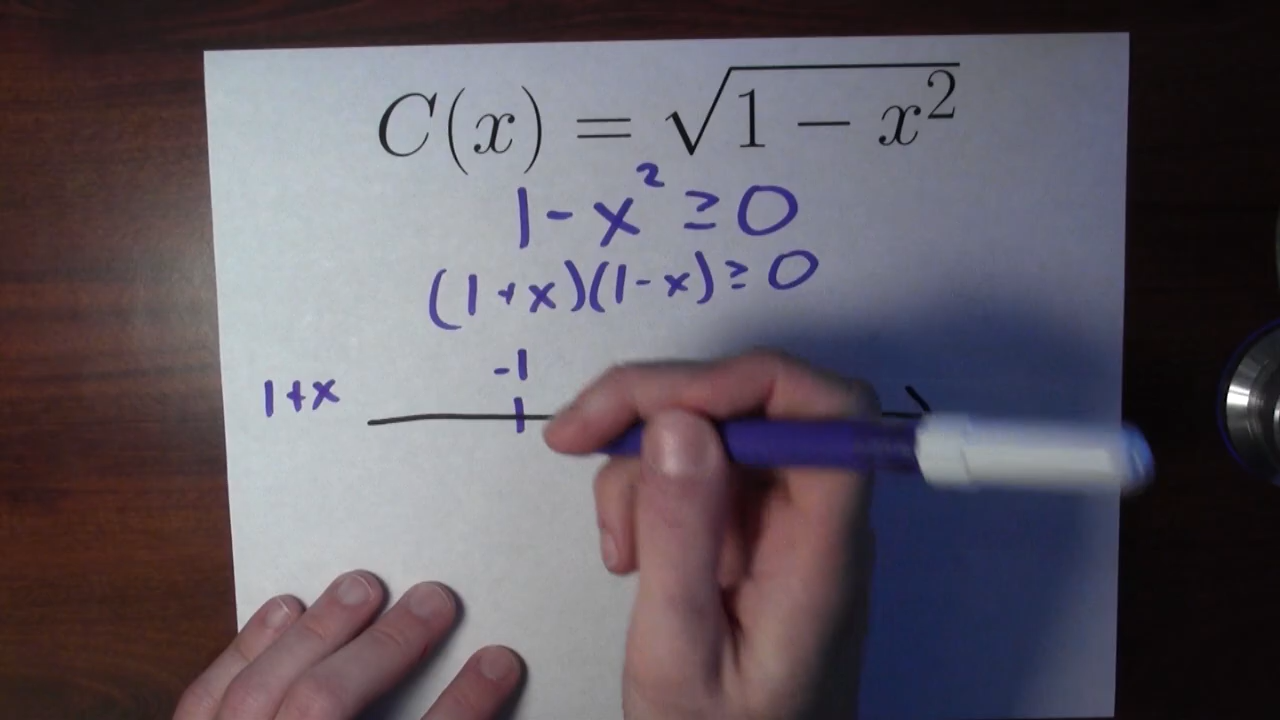 C(x) = √(1 − x²)
1 - x² ≥ 0
(1+x)(1-x) ≥ 0
-1
1+x